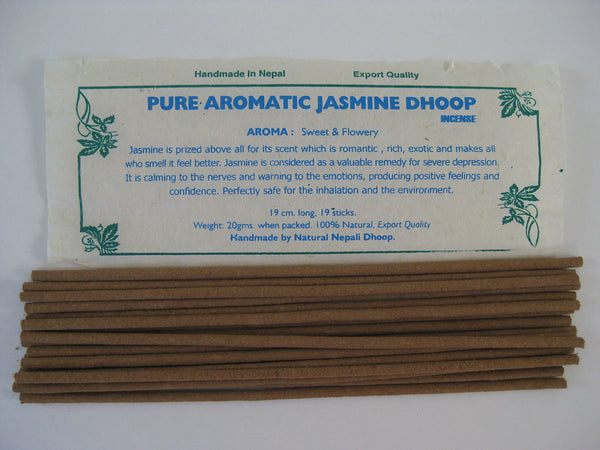 Handmade in Nepal Export Quality
PURE AROMATIC JASMINE DHOOP
INCENSE
AROMA : Sweet & Flowery
Jasmine is prized above all for its scent which is romantic , rich, exotic and makes all
who smell it feel better. Jasmine is considered as a valuable remedy for severe depression.
It is calming to the nerves and warning to the emotions, producing positive feelings and
confidence. Perfectly safe for the inhalation and the environment.
19 cm. long, 19 sticks.
Weight: 20gms. when packed. 100% Natural. Export Quality
Handmade by Natural Nepali Dhoop.